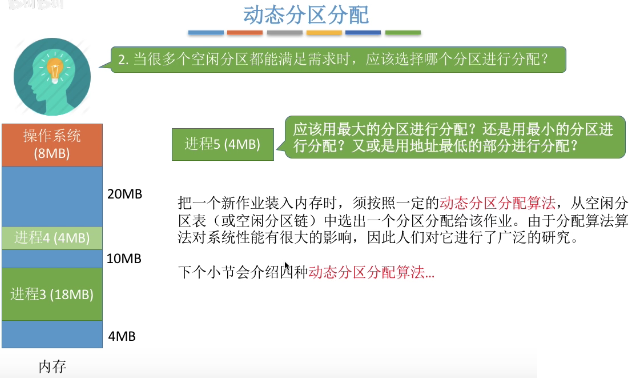 动态分区分配
2. 当很多个空闲分区都能满足需求时，应该选择哪个分区进行分配？
操作系统
(8MB)
进程5 (4MB)
应该用最大的分区进行分配？还是用最小的分区进
行分配？又或是用地址最低的部分进行分配？
20MB
把一个新作业装入内存时，须按照一定的动态分区分配算法，从空闲分
区表（或空闲分区链）中选出一个分区分配给该作业。由于分配算法算
法对系统性能有很大的影响，因此人们对它进行了广泛的研究。
进程4 (4MB)
10MB
下个小节会介绍四种动态分区分配算法...
进程3 (18MB)
4MB
内存